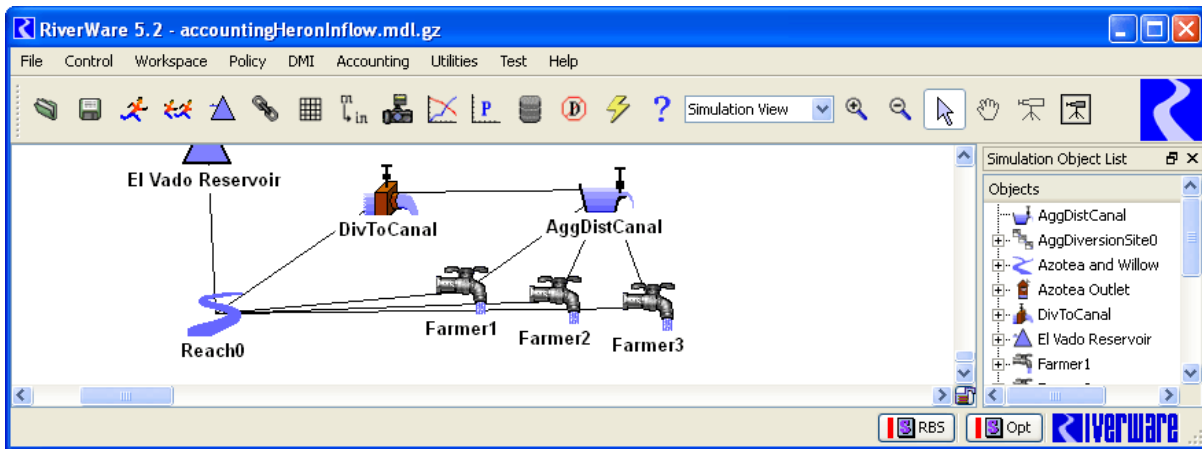 RiverWare 5.2 - accountingHeronInflow.mdl.gz
File Control Workspace Policy DMI Accounting Utilities Test Help
m in P D ? Simulation View
Simulation Object List
Objects
El Vado Reservoir
DivToCanal
AggDistCanal
Farmer1
Farmer2
Farmer3
Reach0
AggDistCanal
AggDiversionSite0
Azotea and Willow
Azotea Outlet
DivToCanal
El Vado Reservoir
Farmer1
S RBS S Opt Riverware